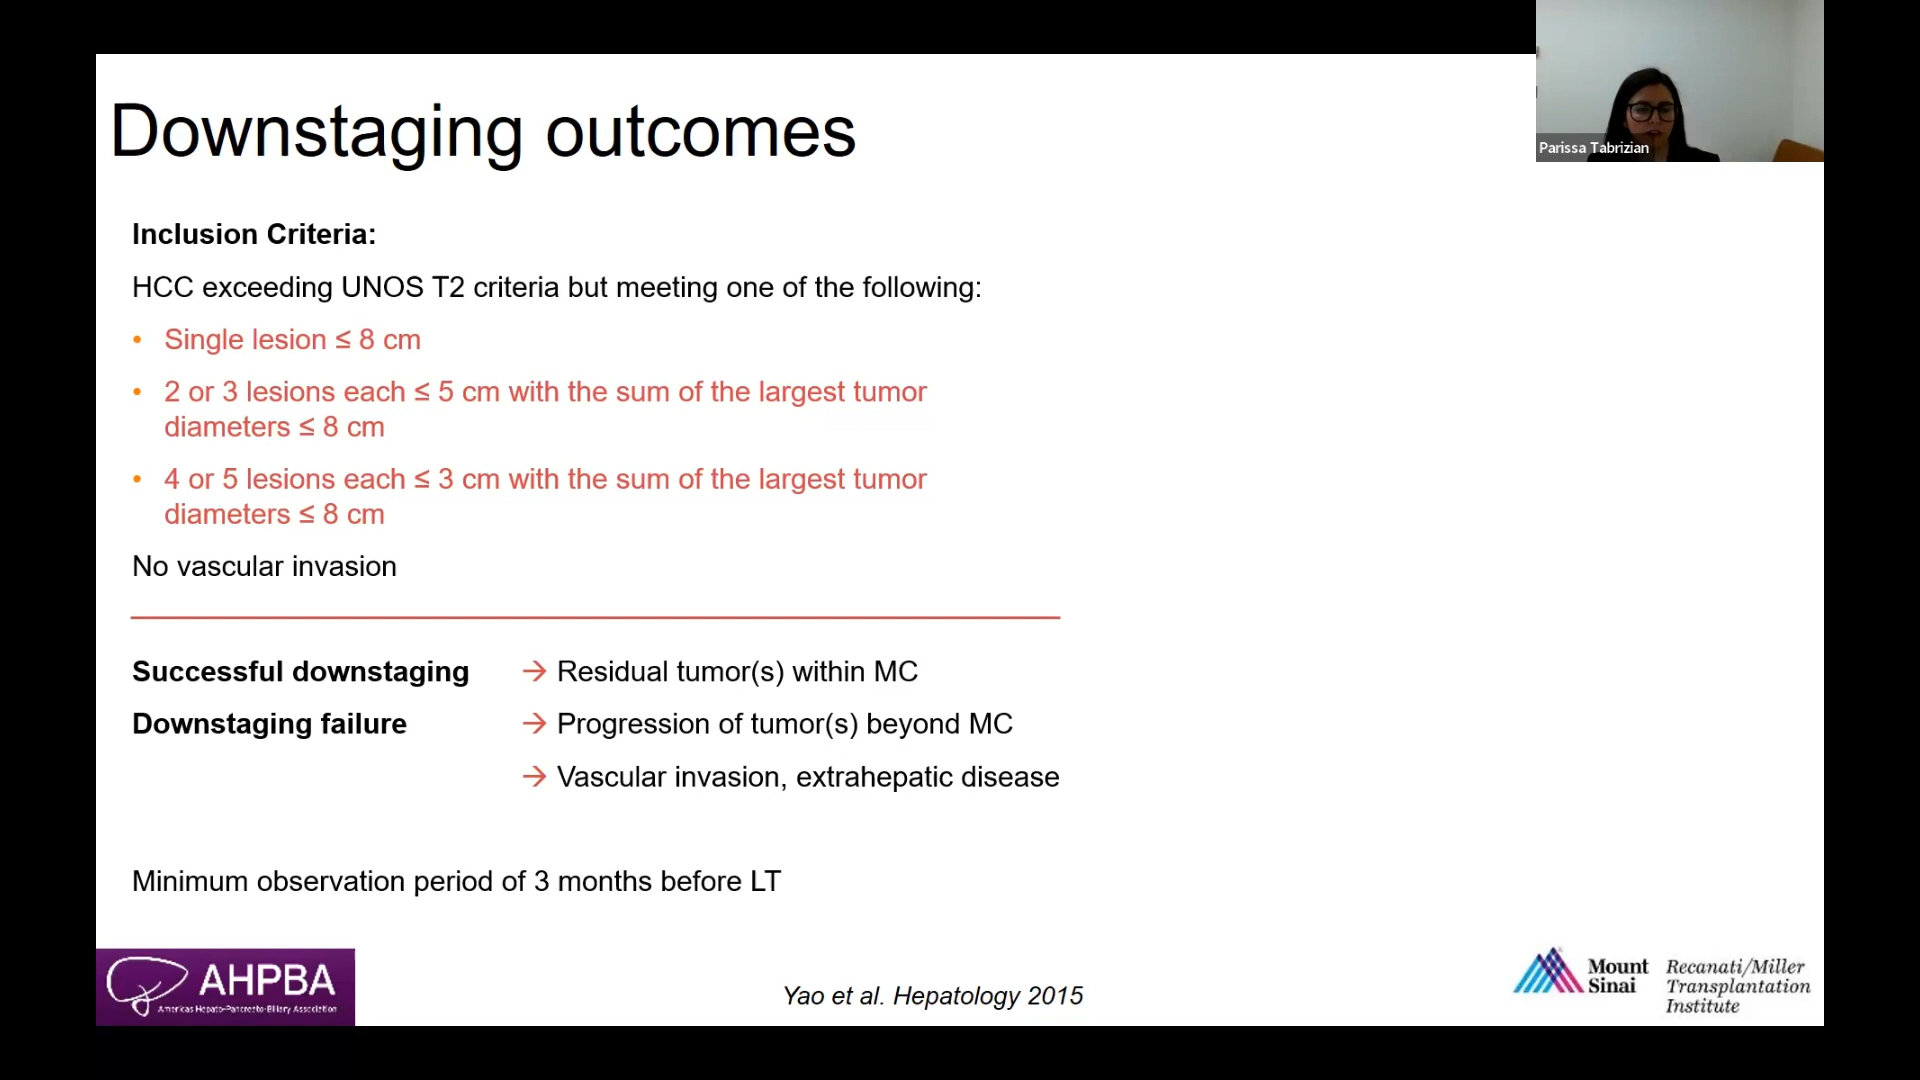 Parissa Tabrizian
Downstaging outcomes
Inclusion Criteria:
HCC exceeding UNOS T2 criteria but meeting one of the following:
• Single lesion ≤ 8 cm
• 2 or 3 lesions each ≤ 5 cm with the sum of the largest tumor
diameters ≤ 8 cm
• 4 or 5 lesions each ≤ 3 cm with the sum of the largest tumor
diameters ≤ 8 cm
No vascular invasion
Successful downstaging → Residual tumor(s) within MC
Downstaging failure → Progression of tumor(s) beyond MC
→ Vascular invasion, extrahepatic disease
Minimum observation period of 3 months before LT
AHPBA
Americas Hepato-Pancreato-Biliary Association
Yao et al. Hepatology 2015
Mount
Sinai
Recanati/Miller
Transplantation
Institute